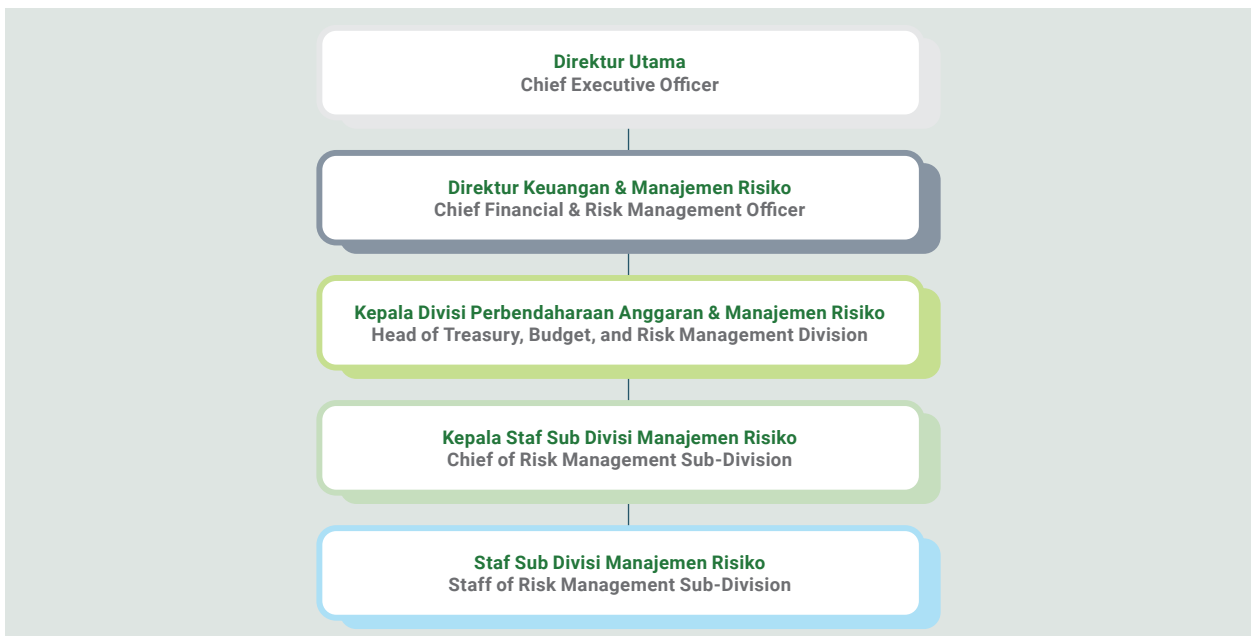 Direktur Utama
Chief Executive Officer
Direktur Keuangan & Manajemen Risiko
Chief Financial & Risk Management Officer
Kepala Divisi Perbendaharaan Anggaran & Manajemen Risiko
Head of Treasury, Budget, and Risk Management Division
Kepala Staf Sub Divisi Manajemen Risiko
Chief of Risk Management Sub-Division
Staf Sub Divisi Manajemen Risiko
Staff of Risk Management Sub-Division